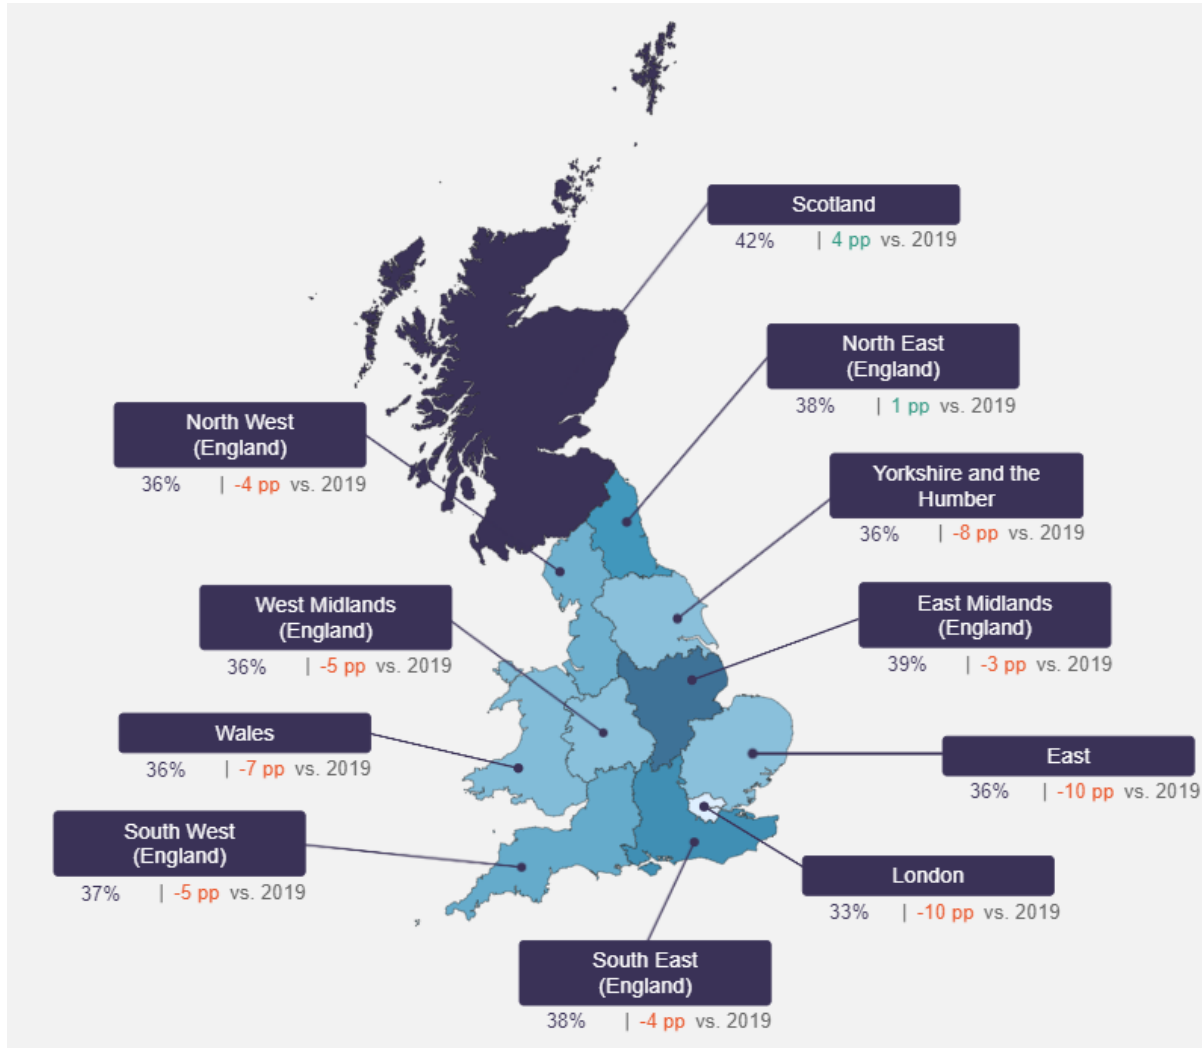 Scotland
42% | 4 pp vs. 2019
North East
(England)
38% | 1 pp vs. 2019
North West
(England)
36% | -4 pp vs. 2019
Yorkshire and the
Humber
36% | -8 pp vs. 2019
West Midlands
(England)
36% | -5 pp vs. 2019
East Midlands
(England)
39% | -3 pp vs. 2019
Wales
36% | -7 pp vs. 2019
East
36% | -10 pp vs. 2019
South West
(England)
37% | -5 pp vs. 2019
London
33% | -10 pp vs. 2019
South East
(England)
38% | -4 pp vs. 2019